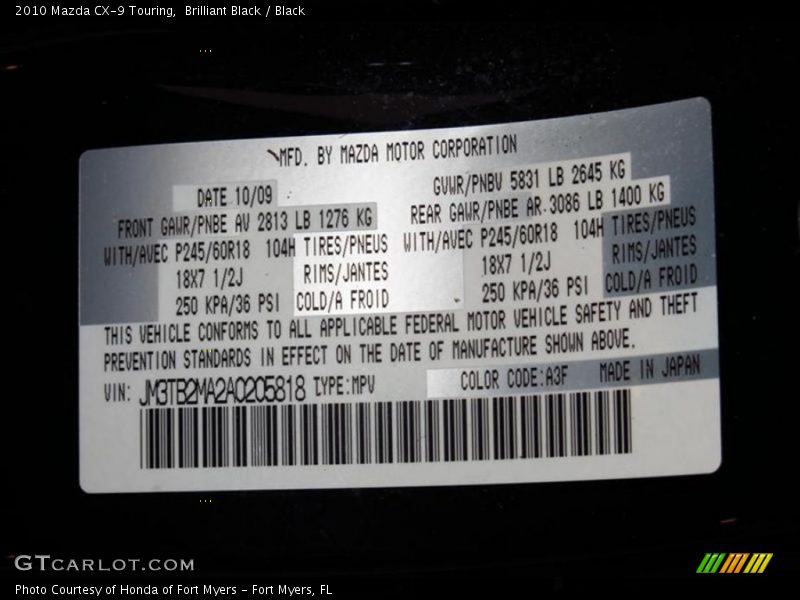 2010 Mazda CX-9 Touring,  Brilliant Black / Black
MFD. BY MAZDA MOTOR CORPORATION
DATE 10/09
GVWR/PNBV 5831 LB 2645 KG
FRONT GAWR/PNBE AV 2813 LB 1276 KG
REAR GAWR/PNBE AR 3086 LB 1400 KG
WITH/AVEC P245/60R18 104H TIRES/PNEUS
WITH/AVEC P245/60R18 104H TIRES/PNEUS
18X7 1/2J RIMS/JANTES
18X7 1/2J RIMS/JANTES
250 KPA/36 PSI COLD/A FROID
250 KPA/36 PSI COLD/A FROID
THIS VEHICLE CONFORMS TO ALL APPLICABLE FEDERAL MOTOR VEHICLE SAFETY AND THEFT
PREVENTION STANDARDS IN EFFECT ON THE DATE OF MANUFACTURE SHOWN ABOVE.
VIN: JM3TB2MA2A0205818 TYPE:MPV
COLOR CODE:A3F MADE IN JAPAN
GTCARLOT.COM
Photo Courtesy of Honda of Fort Myers - Fort Myers, FL